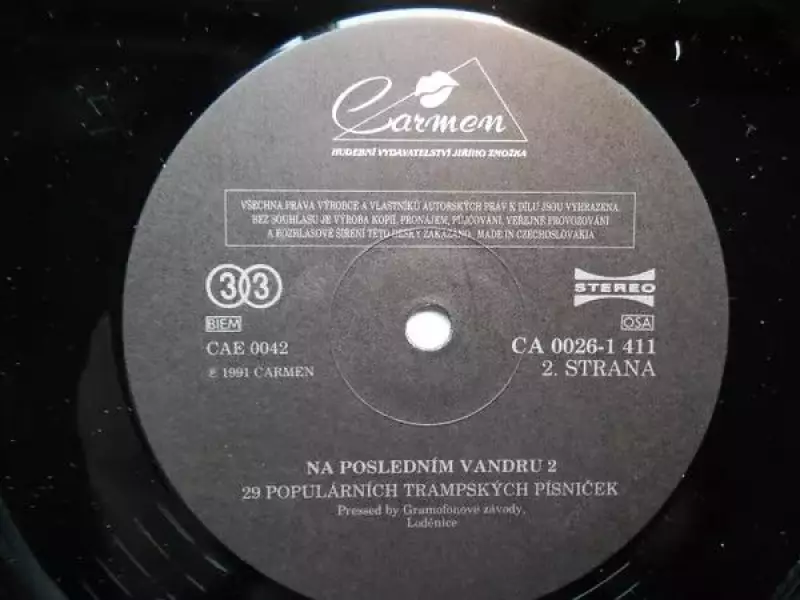 Carmen
HUDEBNÍ VYDAVATELSTVÍ JIŘÍHO ZMOŽKA
VŠECHNA PRÁVA VÝROBCE A VLASTNÍKŮ AUTORSKÝCH PRÁV K DÍLU JSOU VYHRAZENA.
BEZ SOUHLASU JE VÝROBA KOPIÍ, PRONÁJEM, PŮJČOVÁNÍ, VEŘEJNÉ PROVOZOVÁNÍ
A ROZHLASOVÉ ŠÍŘENÍ TÉTO DESKY ZAKÁZÁNO. MADE IN CZECHOSLOVAKIA
33
STEREO
BIEM
OSA
CAE 0042
CA 0026-1 411
℗ 1991 CARMEN
2. STRANA
NA POSLEDNÍM VANDRU 2
29 POPULÁRNÍCH TRAMPSKÝCH PÍSNIČEK
Pressed by Gramofonové závody,
Loděnice